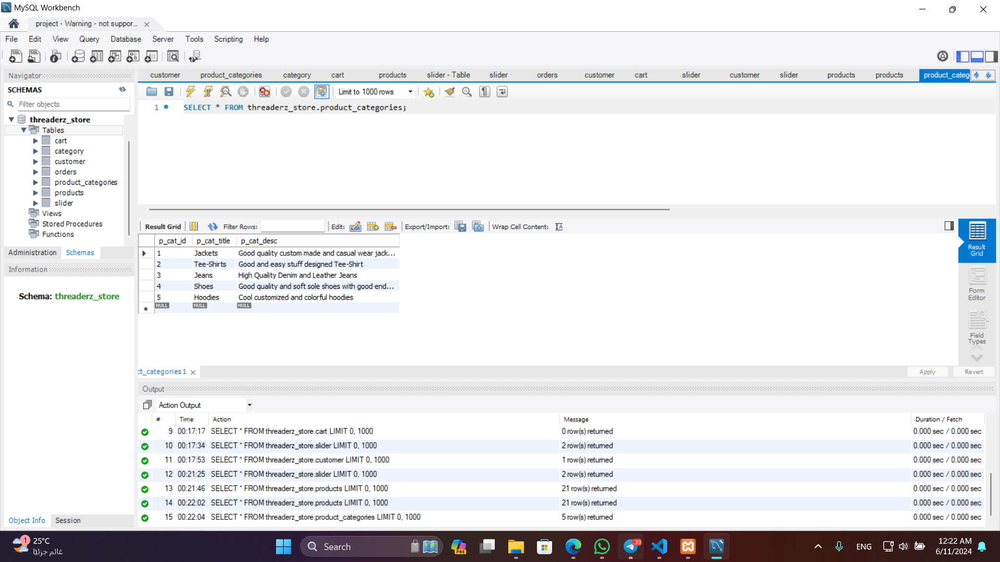 MySQL Workbench
project - Warning - not suppor...
File Edit View Query Database Server Tools Scripting Help
Navigator
customer product_categories category cart products slider - Table slider orders customer cart slider customer slider products products product_categ
SCHEMAS
Limit to 1000 rows
Filter objects
1 SELECT * FROM threaderz_store.product_categories;
threaderz_store
Tables
cart
category
customer
orders
product_categories
products
slider
Views
Stored Procedures
Functions
Administration Schemas
Information
Schema: threaderz_store
Result Grid Filter Rows: Edit: Export/Import: Wrap Cell Content:
p_cat_id p_cat_title p_cat_desc
1 Jackets Good quality custom made and casual wear jack...
2 Tee-Shirts Good and easy stuff designed Tee-Shirt
3 Jeans High Quality Denim and Leather Jeans
4 Shoes Good quality and soft sole shoes with good end...
5 Hoodies Cool customized and colorful hoodies
NULL NULL NULL
Result
Grid
Form
Editor
Field
Types
ct_categories 1
Apply Revert
Output
Action Output
# Time Action Message Duration / Fetch
9 00:17:17 SELECT * FROM threaderz_store.cart LIMIT 0, 1000 0 row(s) returned 0.000 sec / 0.000 sec
10 00:17:34 SELECT * FROM threaderz_store.slider LIMIT 0, 1000 2 row(s) returned 0.000 sec / 0.000 sec
11 00:17:53 SELECT * FROM threaderz_store.customer LIMIT 0, 1000 1 row(s) returned 0.000 sec / 0.000 sec
12 00:21:25 SELECT * FROM threaderz_store.slider LIMIT 0, 1000 2 row(s) returned 0.000 sec / 0.000 sec
13 00:21:46 SELECT * FROM threaderz_store.products LIMIT 0, 1000 21 row(s) returned 0.000 sec / 0.000 sec
14 00:22:02 SELECT * FROM threaderz_store.products LIMIT 0, 1000 21 row(s) returned 0.000 sec / 0.000 sec
15 00:22:04 SELECT * FROM threaderz_store.product_categories LIMIT 0, 1000 5 row(s) returned 0.000 sec / 0.000 sec
Object Info Session
1
25°C
غائم جزئيًا
Search
PRE
33
ENG
12:22 AM
6/11/2024